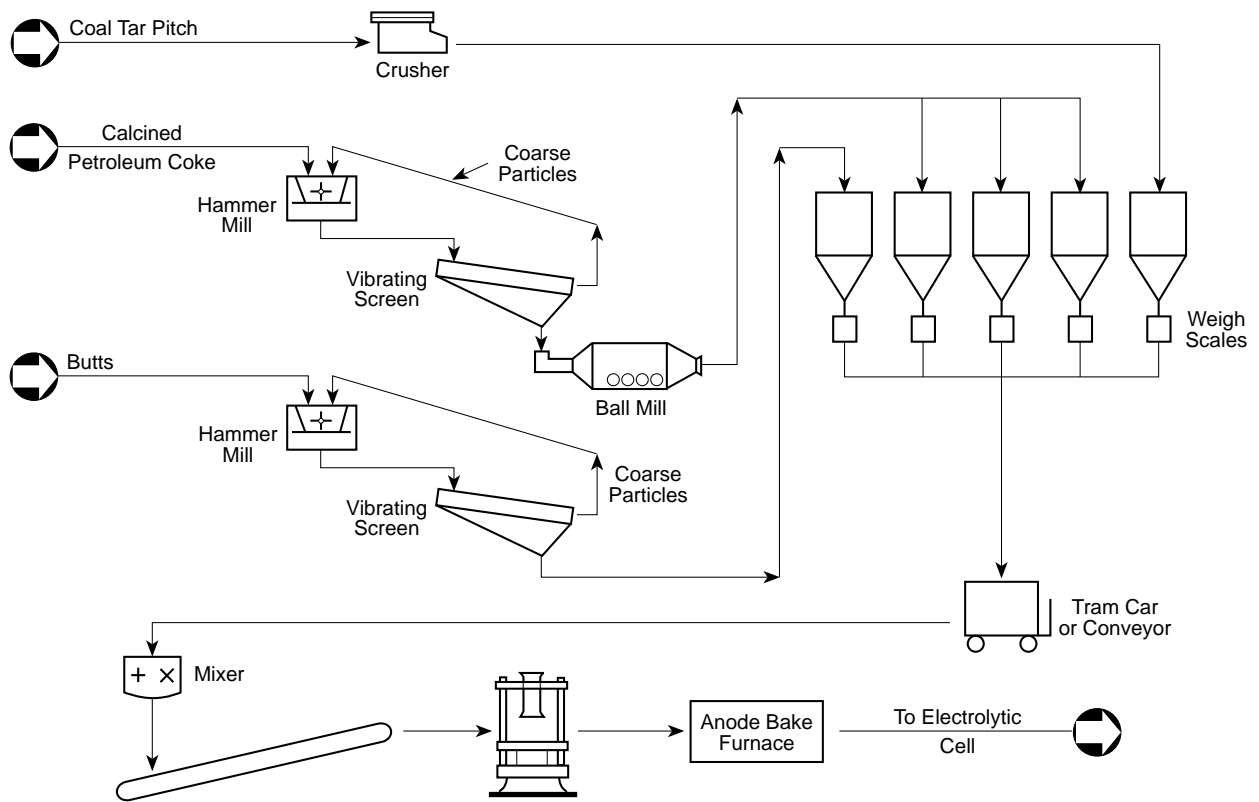 Coal Tar Pitch
Crusher
Calcined
Petroleum Coke
Coarse
Particles
Hammer
Mill
Vibrating
Screen
Weigh
Scales
Butts
Ball Mill
Hammer
Mill
Coarse
Particles
Vibrating
Screen
Tram Car
or Conveyor
Mixer
Anode Bake
Furnace
To Electrolytic
Cell